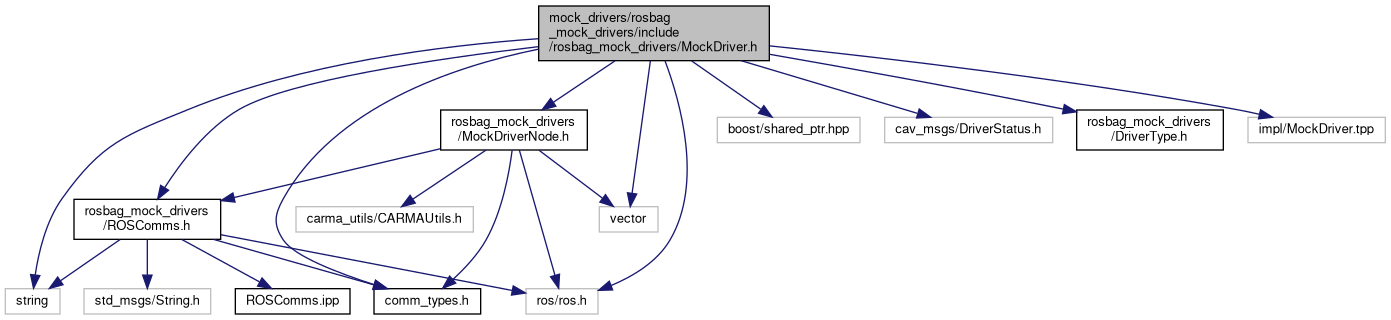 mock_drivers/rosbag
_mock_drivers/include
/rosbag_mock_drivers/MockDriver.h
rosbag_mock_drivers
/MockDriverNode.h
boost/shared_ptr.hpp
cav_msgs/DriverStatus.h
rosbag_mock_drivers
/DriverType.h
impl/MockDriver.tpp
rosbag_mock_drivers
/ROSComms.h
carma_utils/CARMAUtils.h
vector
string
std_msgs/String.h
ROSComms.ipp
comm_types.h
ros/ros.h